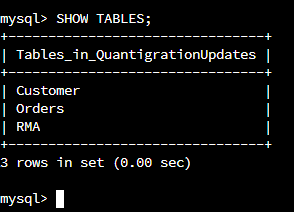 mysql> SHOW TABLES;
+----------------------------------+
| Tables_in_QuantigrationUpdates |
+----------------------------------+
| Customer |
| Orders |
| RMA |
+----------------------------------+
3 rows in set (0.00 sec)
mysql>